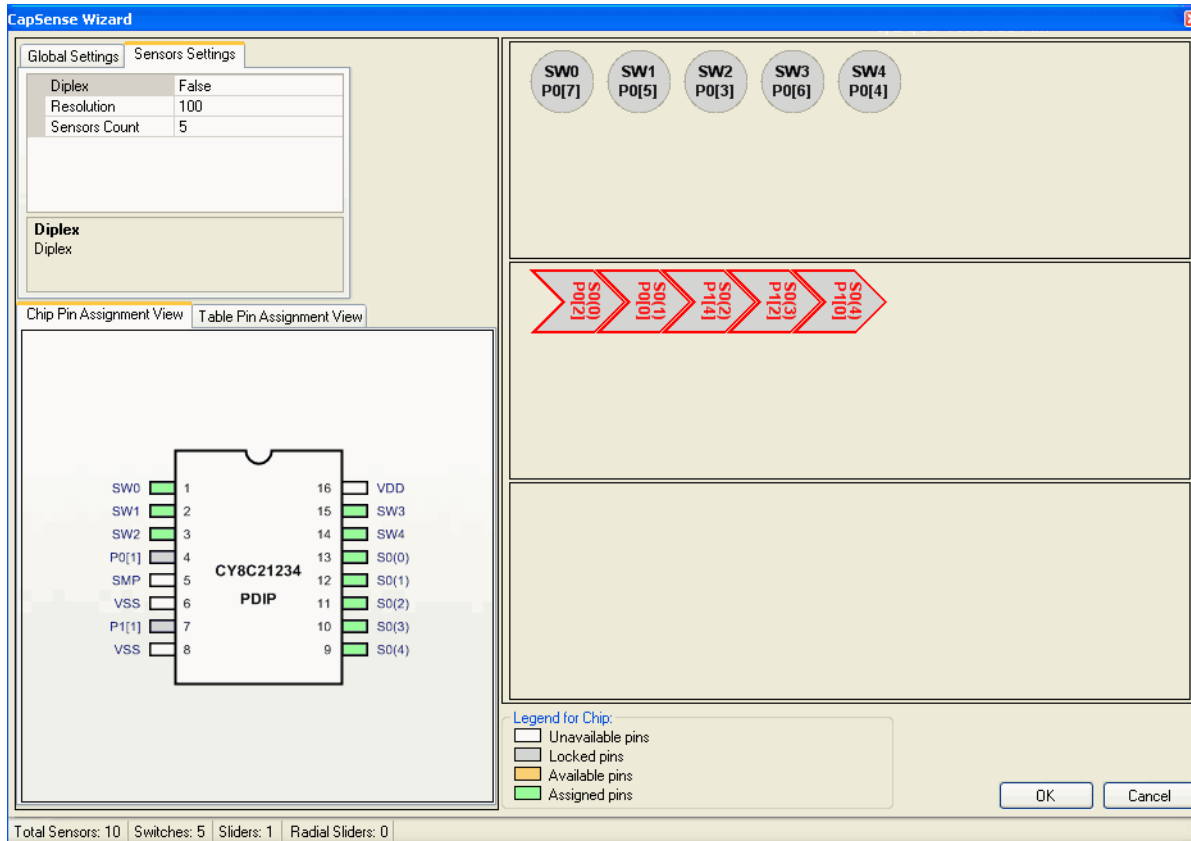 CapSense Wizard
Global Settings Sensors Settings
Diplex False
Resolution 100
Sensors Count 5
Diplex
Diplex
Chip Pin Assignment View Table Pin Assignment View
SW0 1 16 VDD
SW1 2 15 SW3
SW2 3 14 SW4
P0[1] 4 13 S0(0)
SMP 5 12 S0(1)
VSS 6 11 S0(2)
P1[1] 7 10 S0(3)
VSS 8 9 S0(4)
CY8C21234
PDIP
SW0 SW1 SW2 SW3 SW4
P0[7] P0[5] P0[3] P0[6] P0[4]
S0(0) S0(1) S0(2) S0(3) S0(4)
P0[2] P0[0] P1[4] P1[2] P1[0]
Legend for Chip:
Unavailable pins
Locked pins
Available pins
Assigned pins
OK Cancel
Total Sensors: 10 Switches: 5 Sliders: 1 Radial Sliders: 0